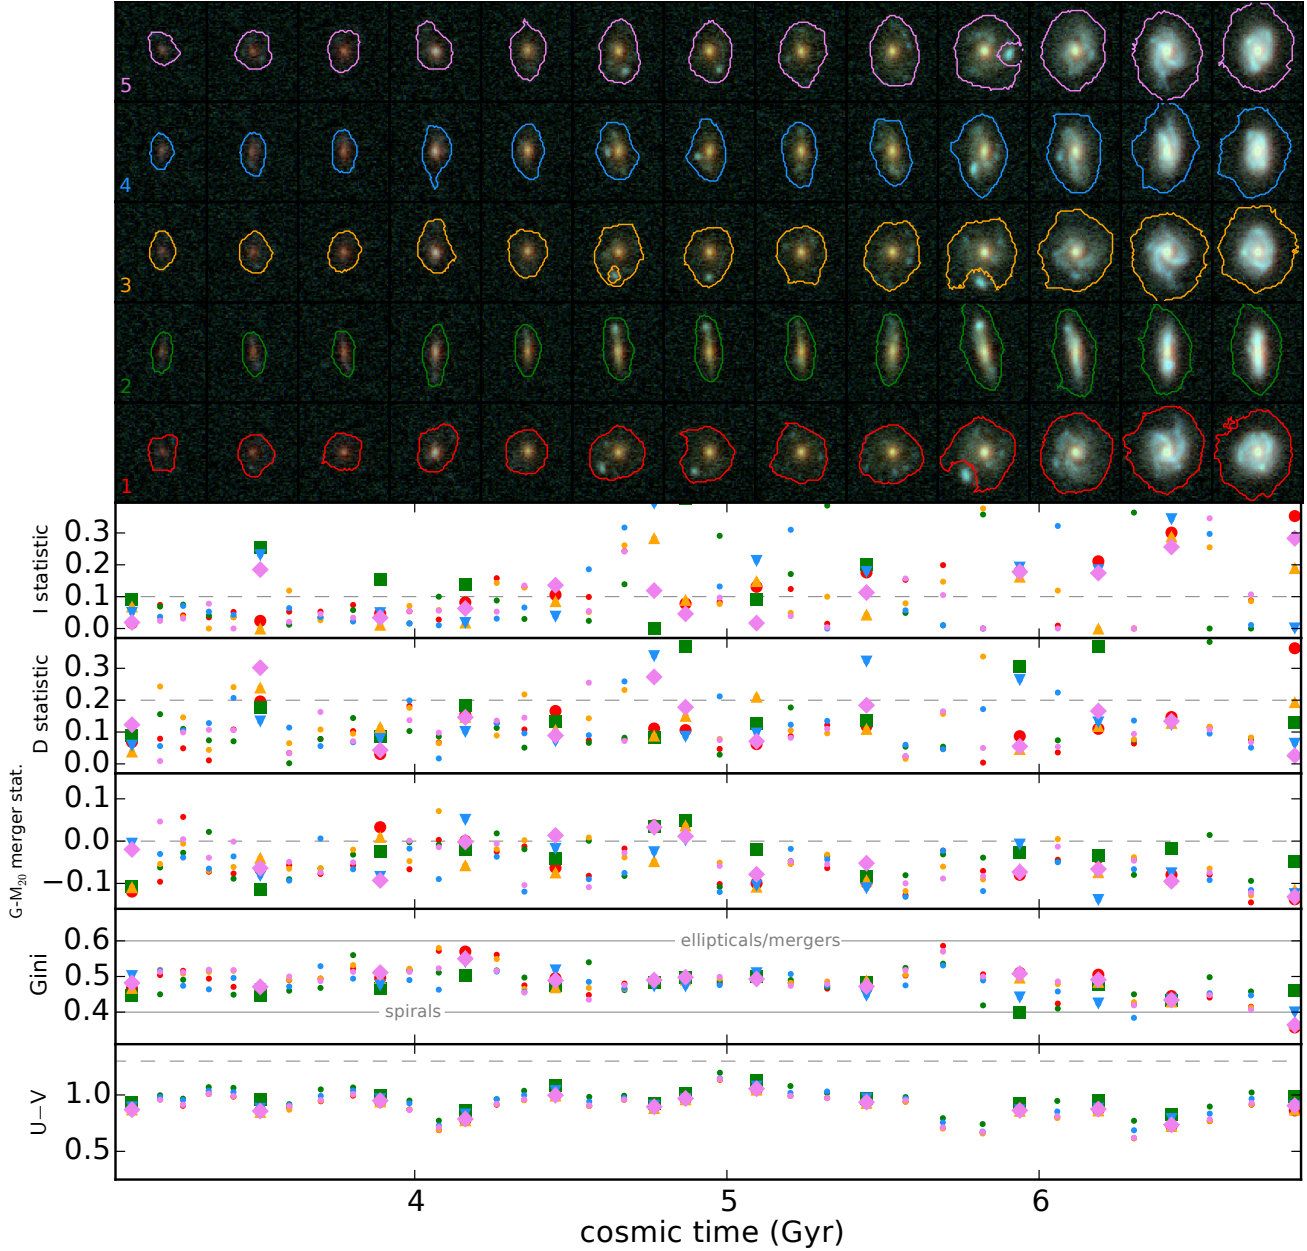 5
4
3
2
1
I statistic
0.3
0.2
0.1
0.0
D statistic
0.3
0.2
0.1
0.0
G-M20 merger stat.
0.1
0.0
−0.1
Gini
0.6
0.5
0.4
ellipticals/mergers
spirals
U−V
1.0
0.5
4 5 6
cosmic time (Gyr)